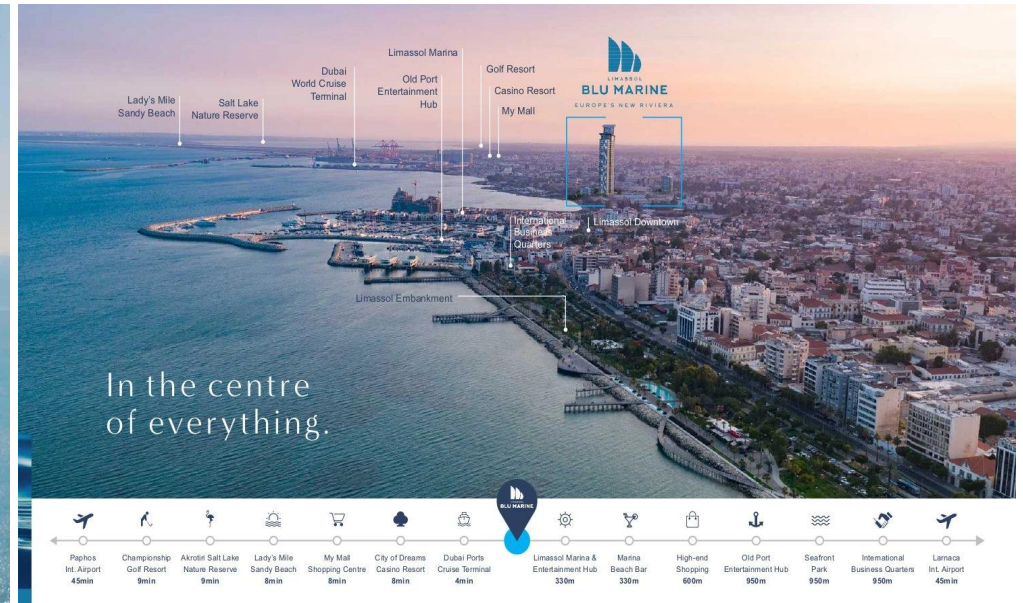 Limassol Marina
Dubai
World Cruise
Terminal
Old Port
Entertainment
Hub
Golf Resort
Casino Resort
My Mall
Lady's Mile
Sandy Beach
Salt Lake
Nature Reserve
LIMASSOL
BLU MARINE
EUROPE'S NEW RIVIERA
International
Business
Quarters
Limassol Downtown
Limassol Embankment
In the centre
of everything.
BLU MARINE
Paphos
Int. Airport
45min
Championship
Golf Resort
9min
Akrotiri Salt Lake
Nature Reserve
9min
Lady's Mile
Sandy Beach
8min
My Mall
Shopping Centre
8min
City of Dreams
Casino Resort
8min
Dubai Ports
Cruise Terminal
4min
Limassol Marina &
Entertainment Hub
330m
Marina
Beach Bar
330m
High-end
Shopping
600m
Old Port
Entertainment Hub
950m
Seafront
Park
950m
International
Business Quarters
950m
Larnaca
Int. Airport
45min